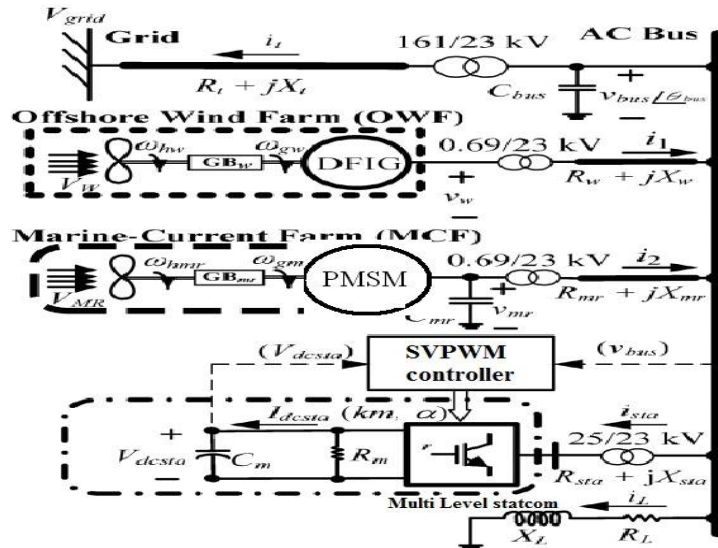 V_grid
Grid
i_t
161/23 kV
AC Bus
R_t + jX_t
C_bus
+
v_bus∠θ_bus
−
Offshore Wind Farm (OWF)
ω_hw
GB_w
ω_gw
DFIG
0.69/23 kV
i_1
V_W
+
v_w
−
R_w + jX_w
Marine-Current Farm (MCF)
ω_hmr
GB_mr
ω_gm
PMSM
0.69/23 kV
i_2
V_MR
C_mr
+
v_mr
−
R_mr + jX_mr
(V_dcsta)
SVPWM
controller
(v_bus)
I_dcsta (km, α)
i_sta
+
V_dcsta
−
C_m
R_m
25/23 kV
R_sta + jX_sta
Multi Level statcom
i_L
X_L
R_L